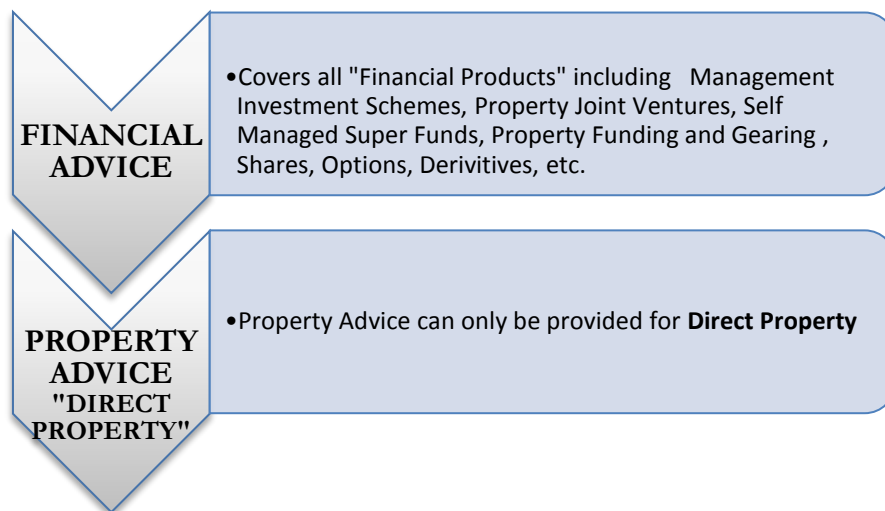 FINANCIAL
ADVICE
•Covers all "Financial Products" including Management
Investment Schemes, Property Joint Ventures, Self
Managed Super Funds, Property Funding and Gearing ,
Shares, Options, Derivitives, etc.
PROPERTY
ADVICE
"DIRECT
PROPERTY"
•Property Advice can only be provided for Direct Property